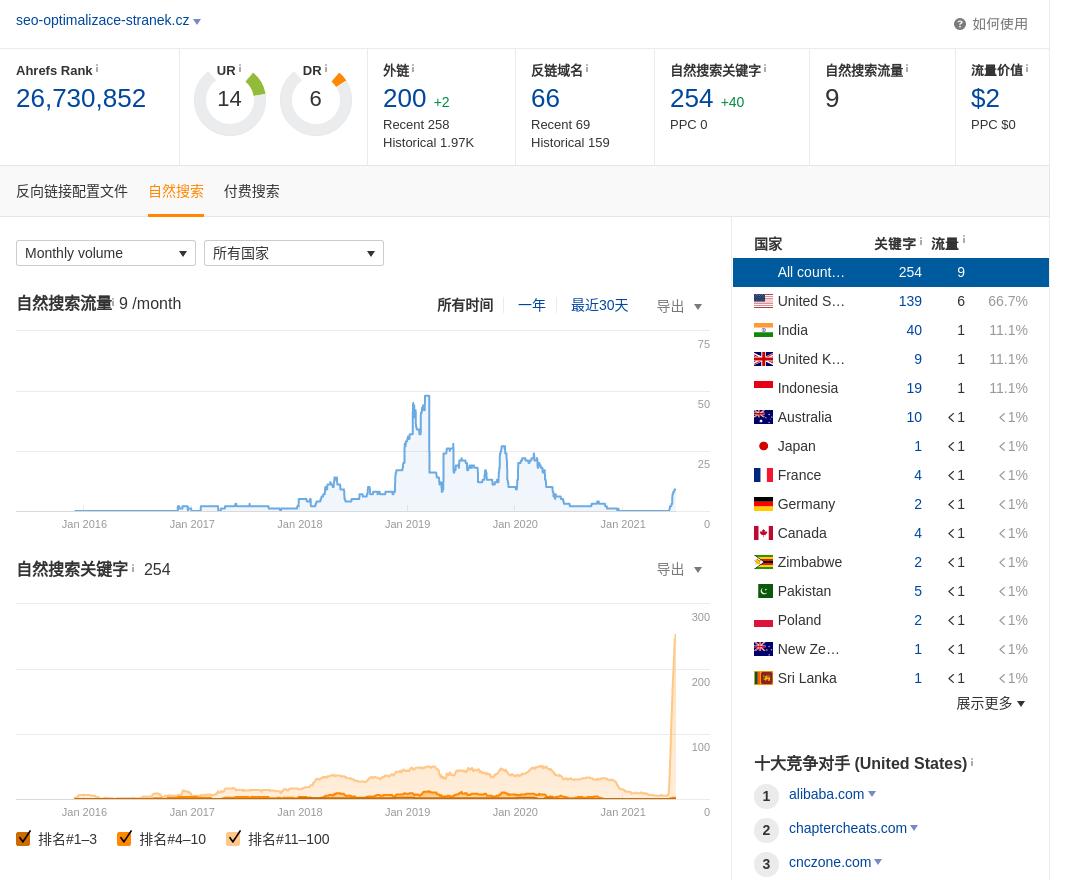 seo-optimalizace-stranek.cz
如何使用
Ahrefs Rank
26,730,852
UR
14
DR
6
外链
200 +2
Recent 258
Historical 1.97K
反链域名
66
Recent 69
Historical 159
自然搜索关键字
254 +40
PPC 0
自然搜索流量
9
流量价值
$2
PPC $0
反向链接配置文件 自然搜索 付费搜索
Monthly volume 所有国家
自然搜索流量 9 /month 所有时间 一年 最近30天 导出
75
50
25
Jan 2016 Jan 2017 Jan 2018 Jan 2019 Jan 2020 Jan 2021 0
自然搜索关键字 254 导出
300
200
100
Jan 2016 Jan 2017 Jan 2018 Jan 2019 Jan 2020 Jan 2021 0
排名#1–3 排名#4–10 排名#11–100
国家 关键字 流量
All count… 254 9
United S… 139 6 66.7%
India 40 1 11.1%
United K… 9 1 11.1%
Indonesia 19 1 11.1%
Australia 10 <1 <1%
Japan 1 <1 <1%
France 4 <1 <1%
Germany 2 <1 <1%
Canada 4 <1 <1%
Zimbabwe 2 <1 <1%
Pakistan 5 <1 <1%
Poland 2 <1 <1%
New Ze… 1 <1 <1%
Sri Lanka 1 <1 <1%
展示更多
十大竞争对手 (United States)
1 alibaba.com
2 chaptercheats.com
3 cnczone.com